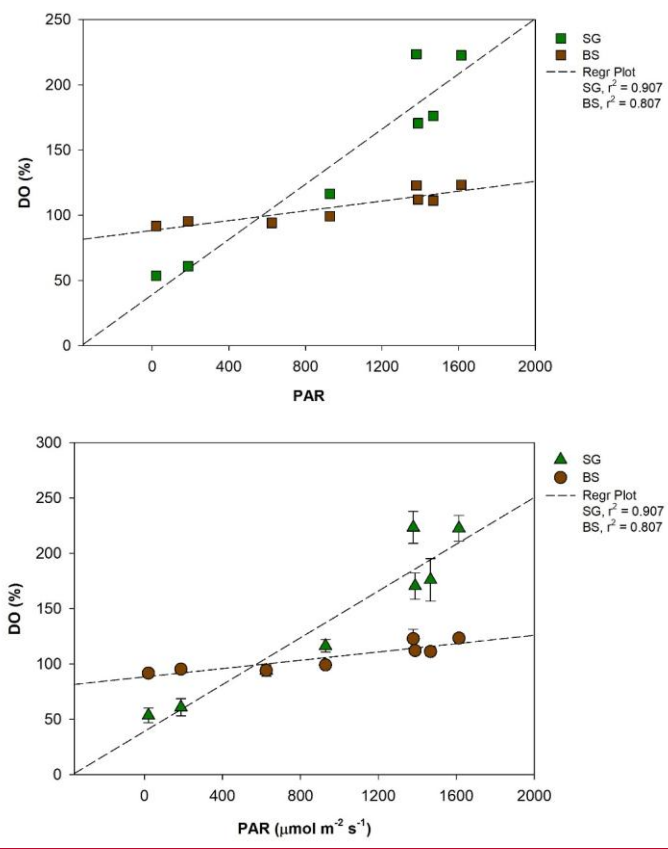 250
200
150
100
50
0
DO (%)
0 400 800 1200 1600 2000
PAR
SG
BS
Regr Plot
SG, r² = 0.907
BS, r² = 0.807
300
250
200
150
100
50
0
DO (%)
0 400 800 1200 1600 2000
PAR (μmol m⁻² s⁻¹)
SG
BS
Regr Plot
SG, r² = 0.907
BS, r² = 0.807